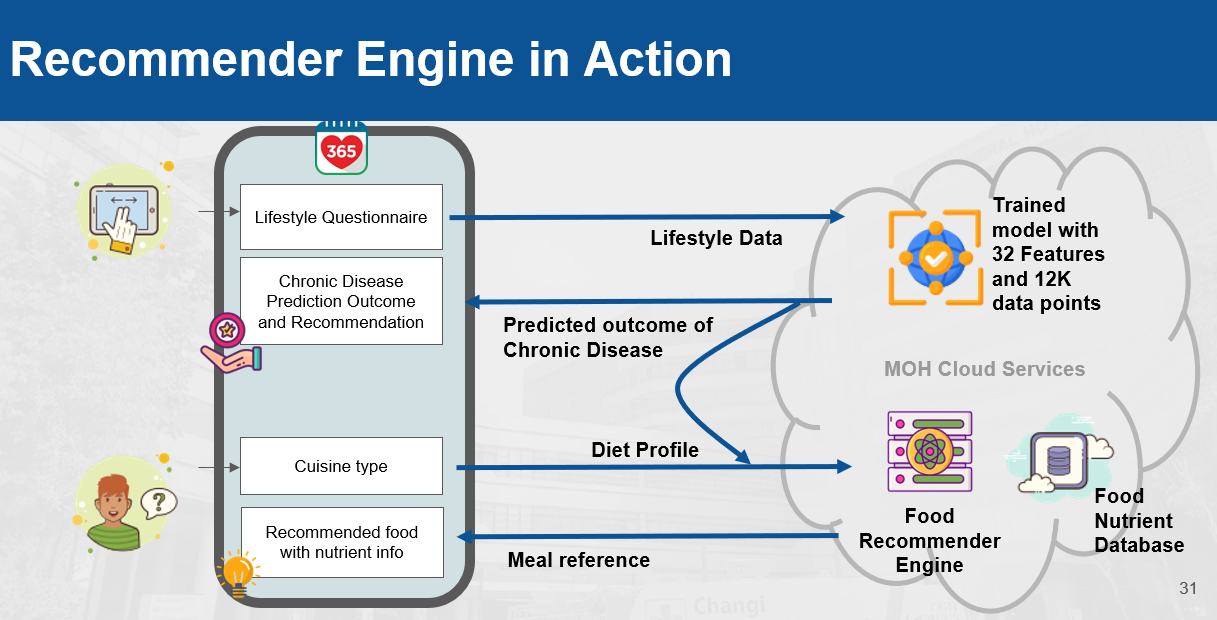 Recommender Engine in Action
365
Lifestyle Questionnaire
Lifestyle Data
Trained
model with
32 Features
and 12K
data points
Chronic Disease
Prediction Outcome
and Recommendation
Predicted outcome of
Chronic Disease
MOH Cloud Services
Cuisine type
Diet Profile
?
Recommended food
with nutrient info
Meal reference
Food
Recommender
Engine
Food
Nutrient
Database
Changi
31